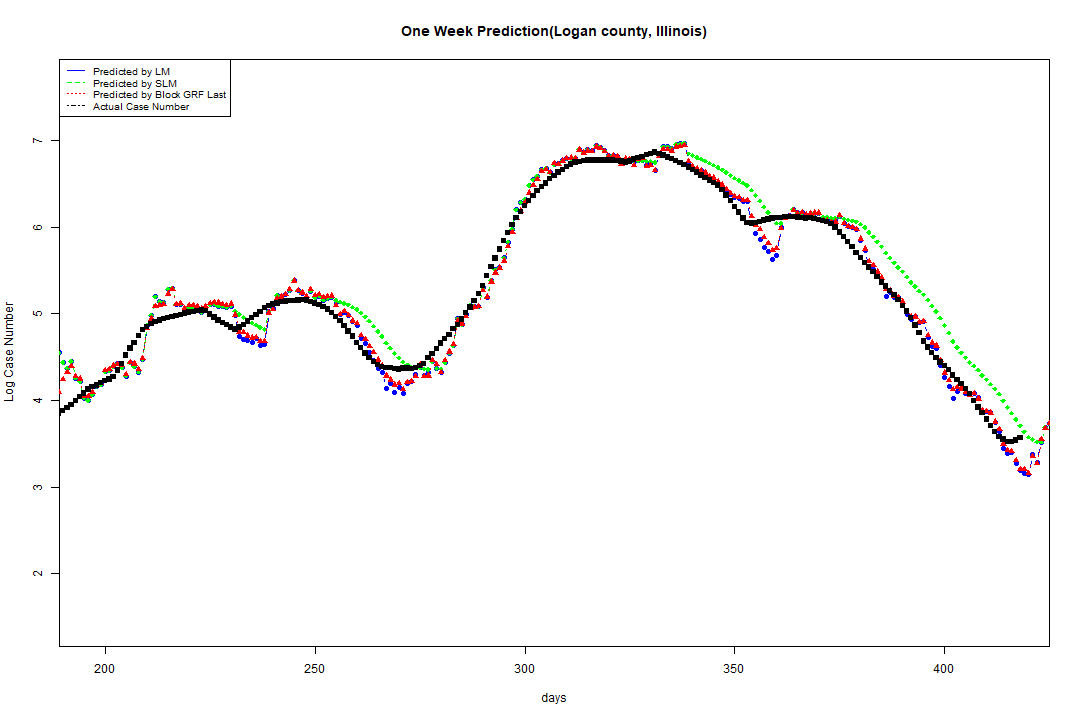 One Week Prediction(Logan county, Illinois)
Predicted by LM
Predicted by SLM
Predicted by Block GRF Last
Actual Case Number
7
6
5
4
3
2
Log Case Number
200 250 300 350 400
days